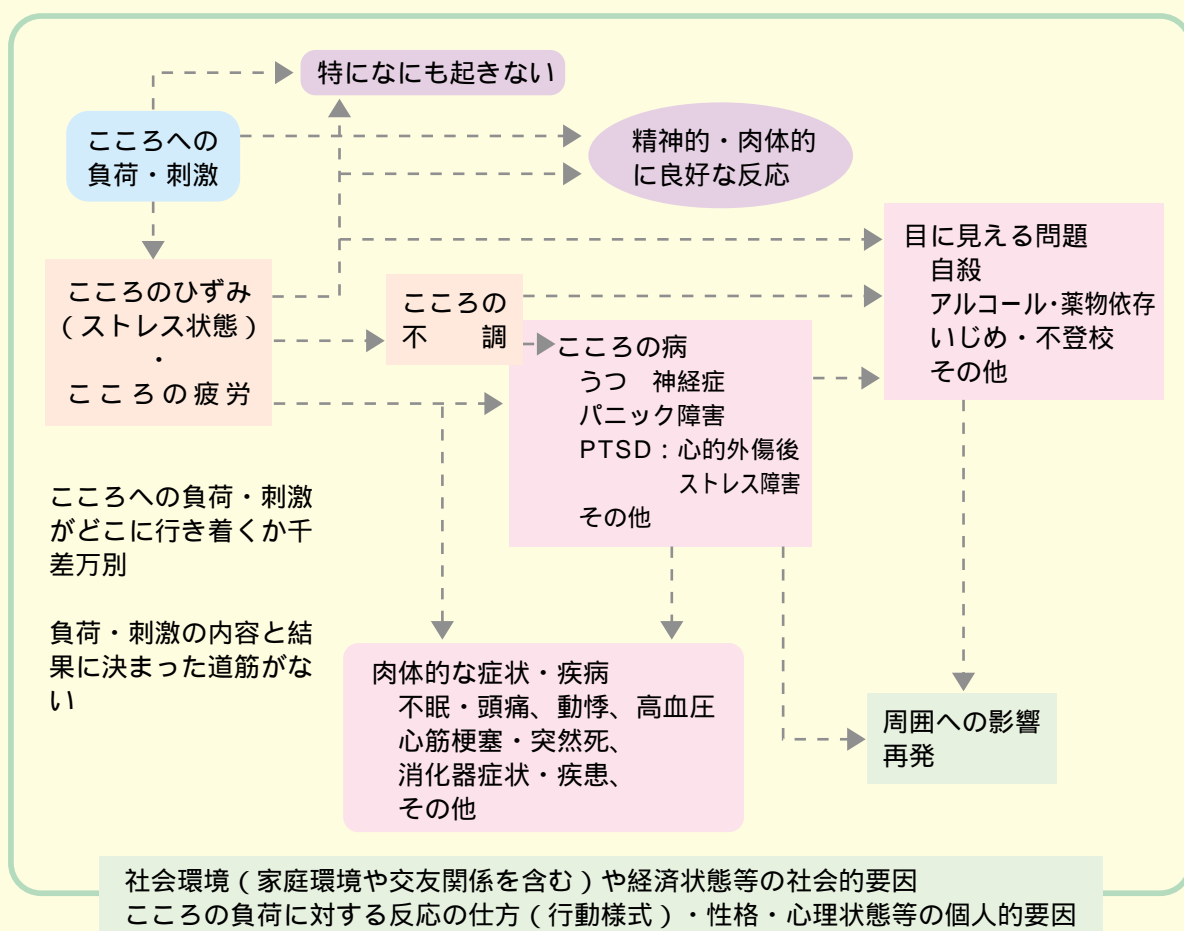 特になにも起きない
こころへの
負荷・刺激
精神的・肉体的
に良好な反応
目に見える問題
自殺
アルコール・薬物依存
いじめ・不登校
その他
こころのひずみ
(ストレス状態)
・
こころの疲労
こころの
不　調
こころの病
うつ　神経症
パニック障害
PTSD:心的外傷後
ストレス障害
その他
こころへの負荷・刺激
がどこに行き着くか千
差万別
負荷・刺激の内容と結
果に決まった道筋がな
い
肉体的な症状・疾病
不眠・頭痛、動悸、高血圧
心筋梗塞・突然死、
消化器症状・疾患、
その他
周囲への影響
再発
社会環境(家庭環境や交友関係を含む)や経済状態等の社会的要因
こころの負荷に対する反応の仕方(行動様式)・性格・心理状態等の個人的要因